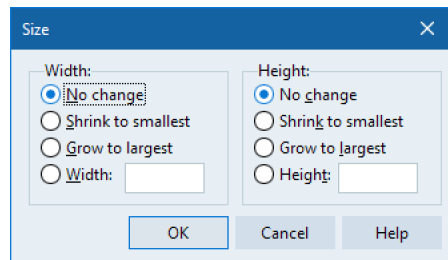 Size
Width:
No change
Shrink to smallest
Grow to largest
Width:
Height:
No change
Shrink to smallest
Grow to largest
Height:
OK Cancel Help